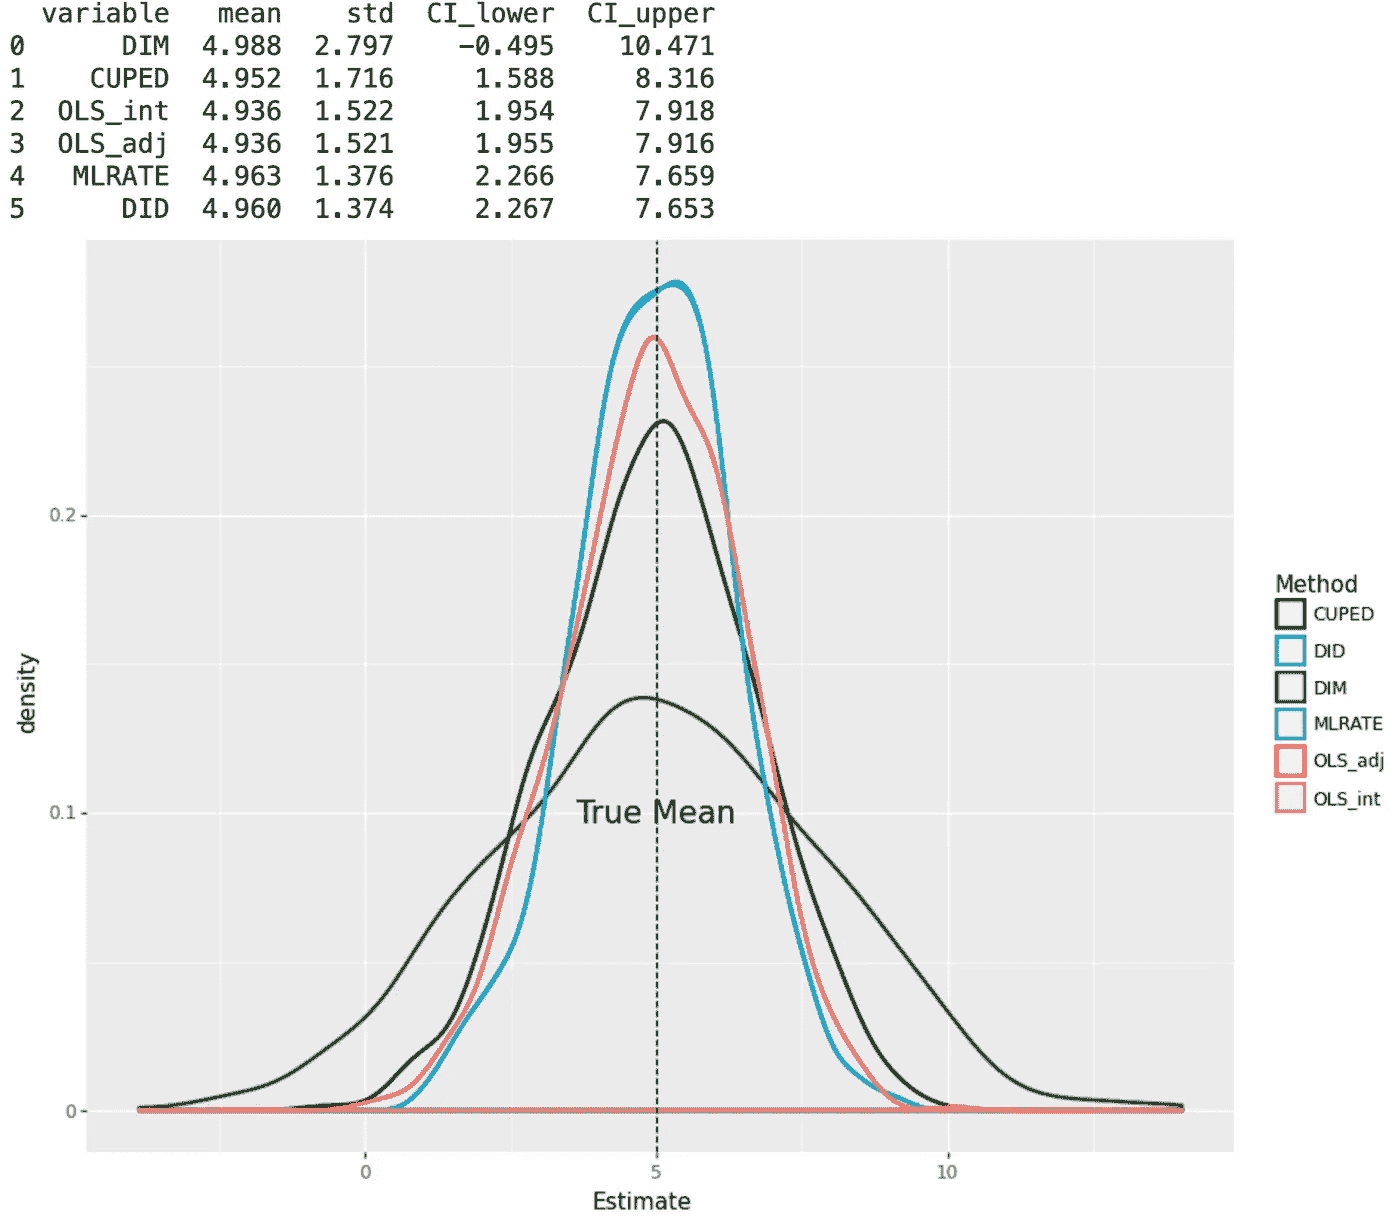 variable mean std CI_lower CI_upper
0 DIM 4.988 2.797 −0.495 10.471
1 CUPED 4.952 1.716 1.588 8.316
2 OLS_int 4.936 1.522 1.954 7.918
3 OLS_adj 4.936 1.521 1.955 7.916
4 MLRATE 4.963 1.376 2.266 7.659
5 DID 4.960 1.374 2.267 7.653
0.2
0.1
0
density
True Mean
0 5 10
Estimate
Method
CUPED
DID
DIM
MLRATE
OLS_adj
OLS_int